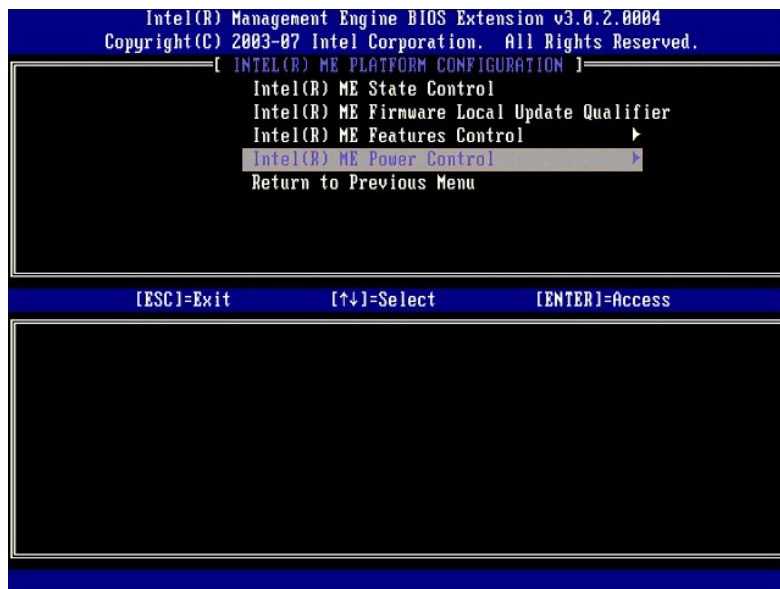 Intel(R) Management Engine BIOS Extension v3.0.2.0004
Copyright(C) 2003-07 Intel Corporation.  All Rights Reserved.
[ INTEL(R) ME PLATFORM CONFIGURATION ]
Intel(R) ME State Control
Intel(R) ME Firmware Local Update Qualifier
Intel(R) ME Features Control ►
Intel(R) ME Power Control ►
Return to Previous Menu
[ESC]=Exit [↑↓]=Select [ENTER]=Access